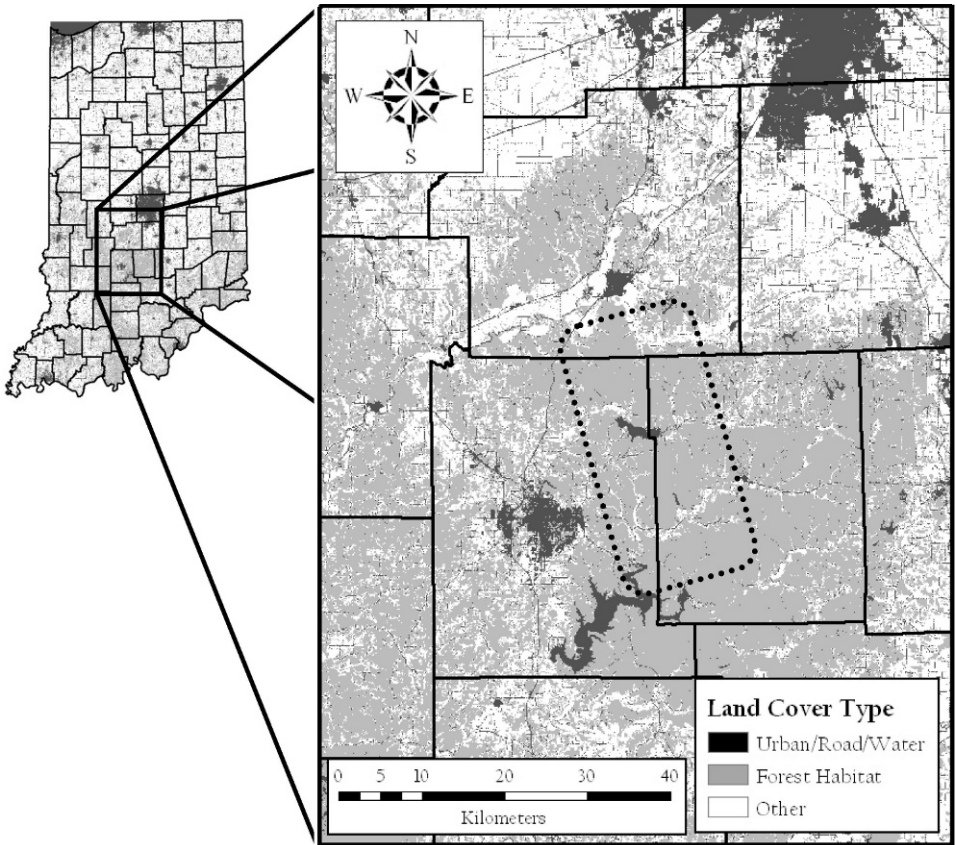 N
W E
S
Land Cover Type
Urban/Road/Water
Forest Habitat
Other
0 5 10 20 30 40
Kilometers